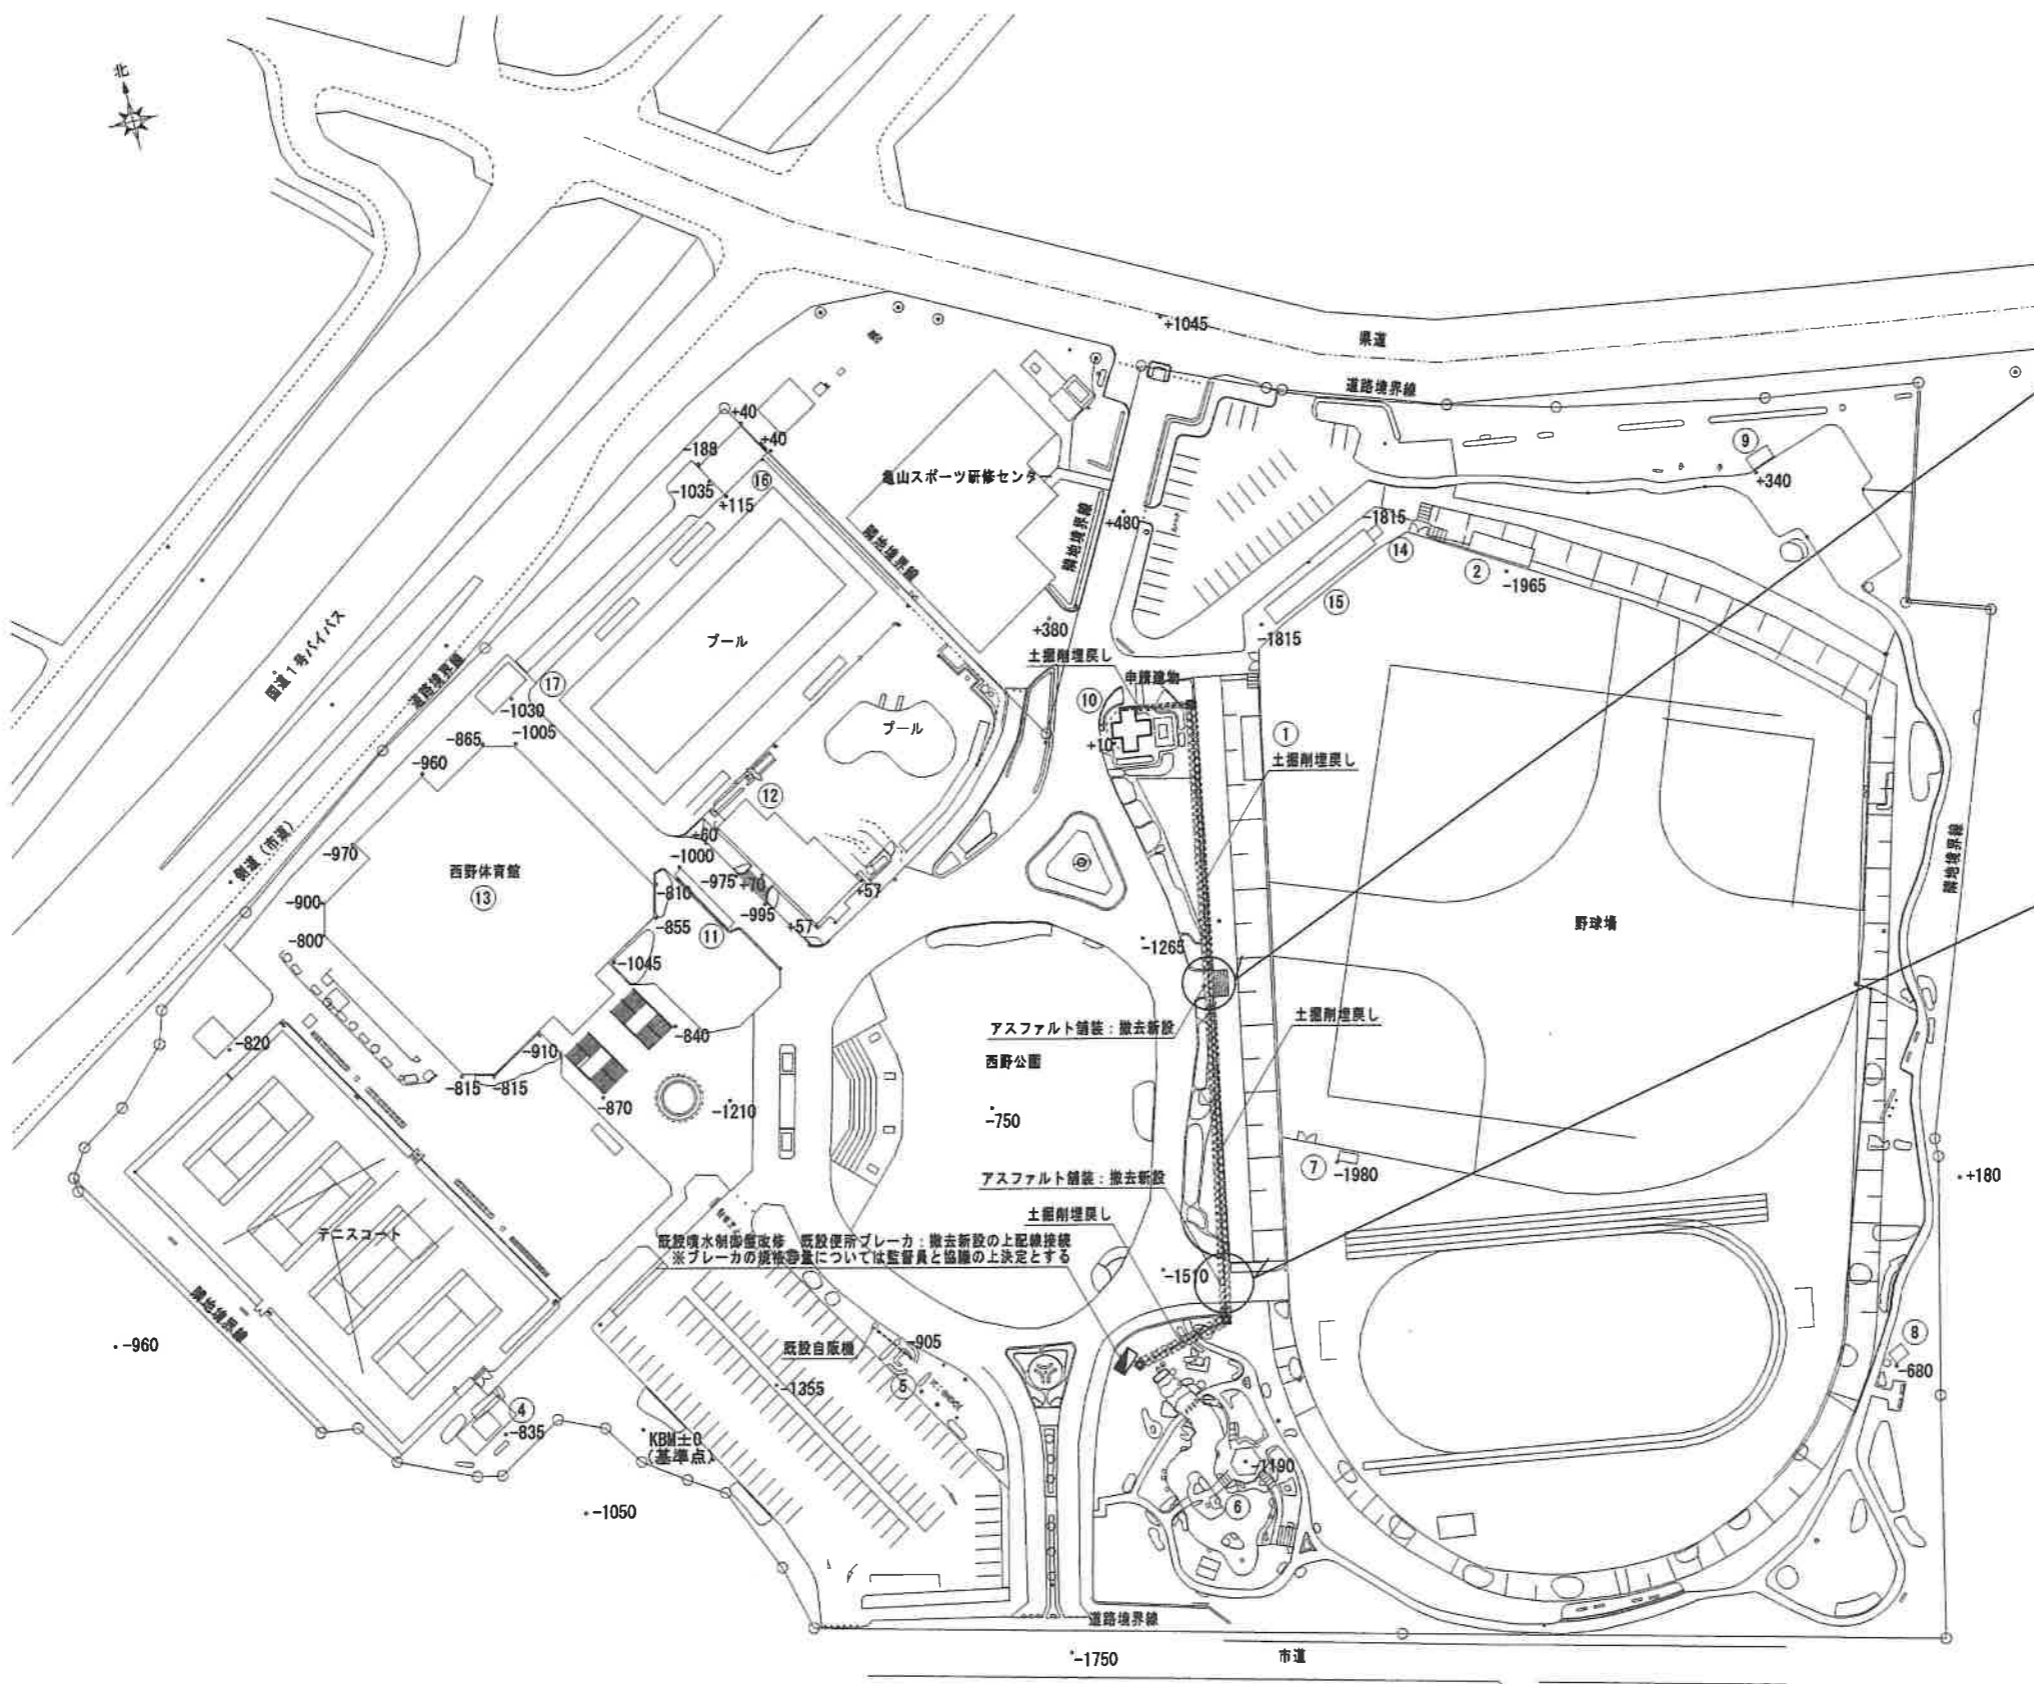 北
+1045
県道
道路境界線
+40
+40
-188
-1035
+115
⑯
亀山スポーツ研修センター
隣地境界線
隣地境界線
+480
-1815
⑭
②
-1965
⑮
⑨
+340
国道1号バイパス
道路境界線
プール
+380
-1815
土掘削埋戻し
申請建物
⑩
+10
①
土掘削埋戻し
⑰
-1030
-865
-1005
-960
プール
⑫
+60
-1000
側道(市道)
-970
西野体育館
⑬
-900
-800
-810
-975
+10
-995
+57
+57
-855
⑪
-1045
-1265
野球場
隣地境界線
アスファルト舗装:撤去新設
土掘削埋戻し
西野公園
-750
-820
-910
-840
-815
-815
-870
-1210
⑦
-1980
+180
アスファルト舗装:撤去新設
土掘削埋戻し
テニスコート
既設噴水制御盤改修 既設便所ブレーカ:撤去新設の上配線接続
※ブレーカの規格容量については監督員と協議の上決定とする
-1510
隣地境界線
-960
既設自販機
-905
⑤
-1355
⑧
-680
④
-835
KBM±0
(基準点)
-1190
⑥
-1050
道路境界線
-1750
市道